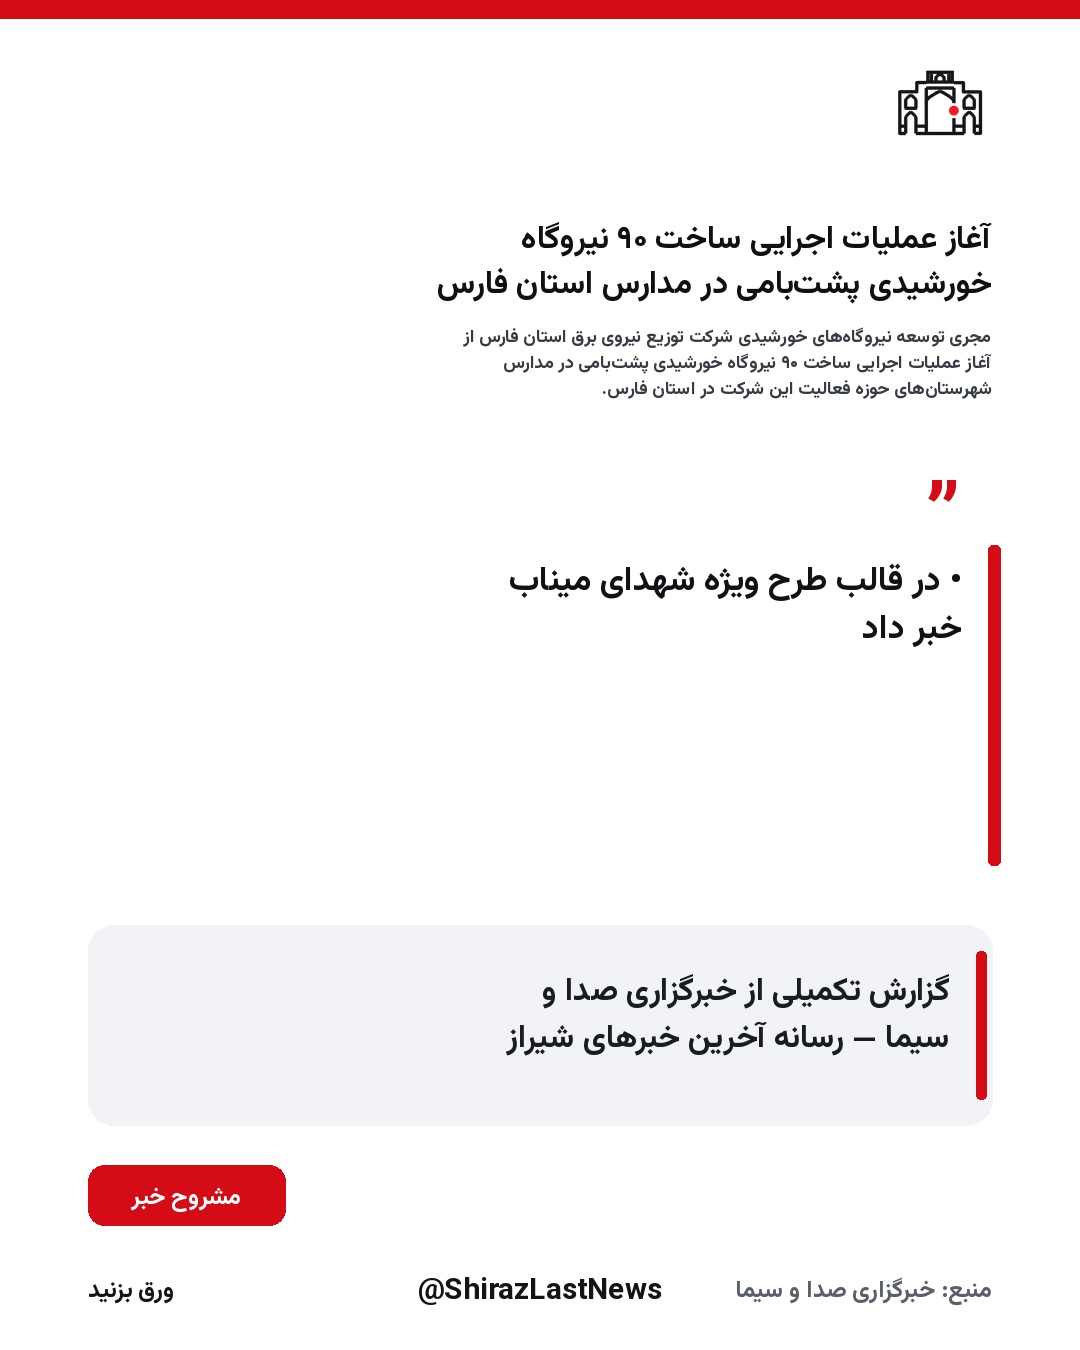 آغاز عملیات اجرایی ساخت ۹۰ نیروگاه
خورشیدی پشت‌بامی در مدارس استان فارس
مجری توسعه نیروگاه‌های خورشیدی شرکت توزیع نیروی برق استان فارس از
آغاز عملیات اجرایی ساخت ۹۰ نیروگاه خورشیدی پشت‌بامی در مدارس
شهرستان‌های حوزه فعالیت این شرکت در استان فارس.
”
• در قالب طرح ویژه شهدای میناب
خبر داد
گزارش تکمیلی از خبرگزاری صدا و
سیما — رسانه آخرین خبرهای شیراز
مشروح خبر
منبع: خبرگزاری صدا و سیما
@ShirazLastNews
ورق بزنید